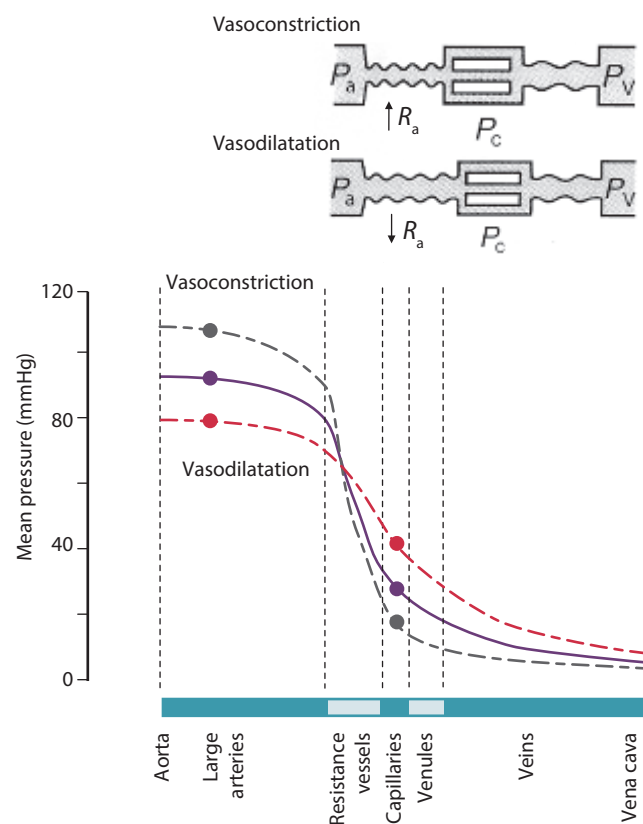 Vasoconstriction
Pa
Pv
Ra
Pc
Vasodilatation
Pa
Pv
Ra
Pc
Vasoconstriction
120
80
40
0
Mean pressure (mmHg)
Vasodilatation
Aorta
Large
arteries
Resistance
vessels
Capillaries
Venules
Veins
Vena cava